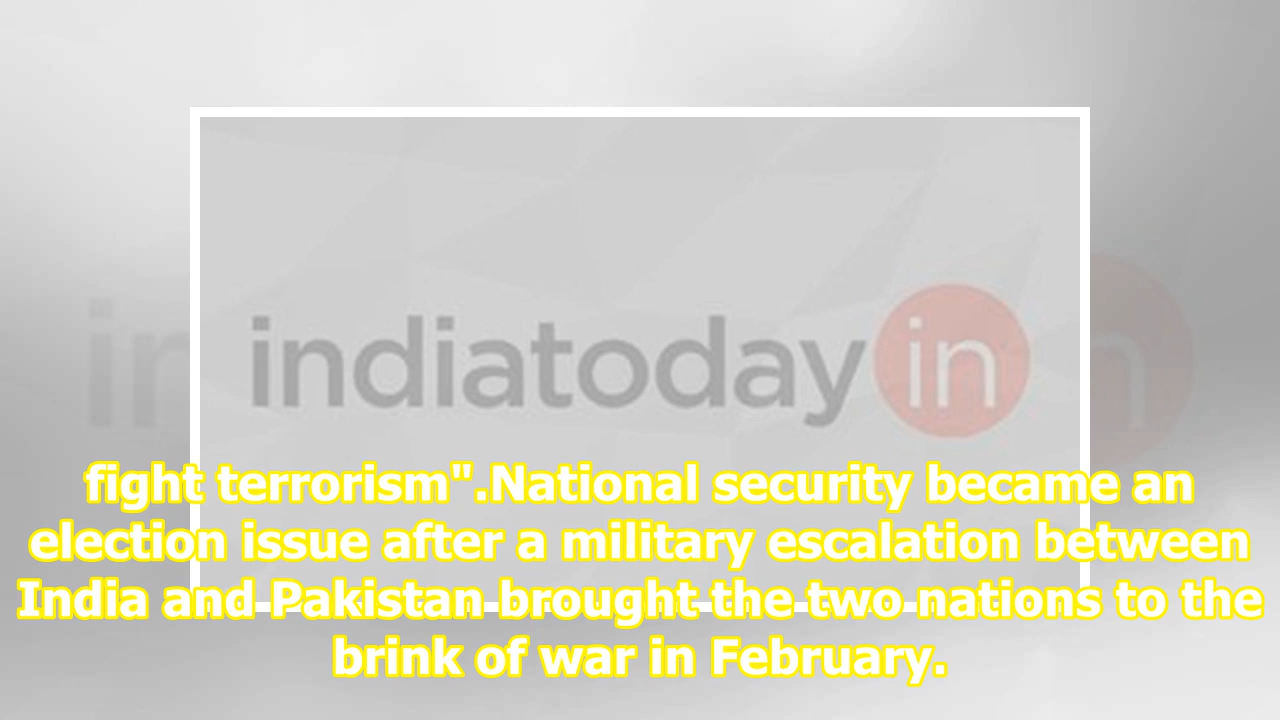 in indiatoday in n
fight terrorism".National security became an
election issue after a military escalation between
India and Pakistan brought the two nations to the
brink of war in February.